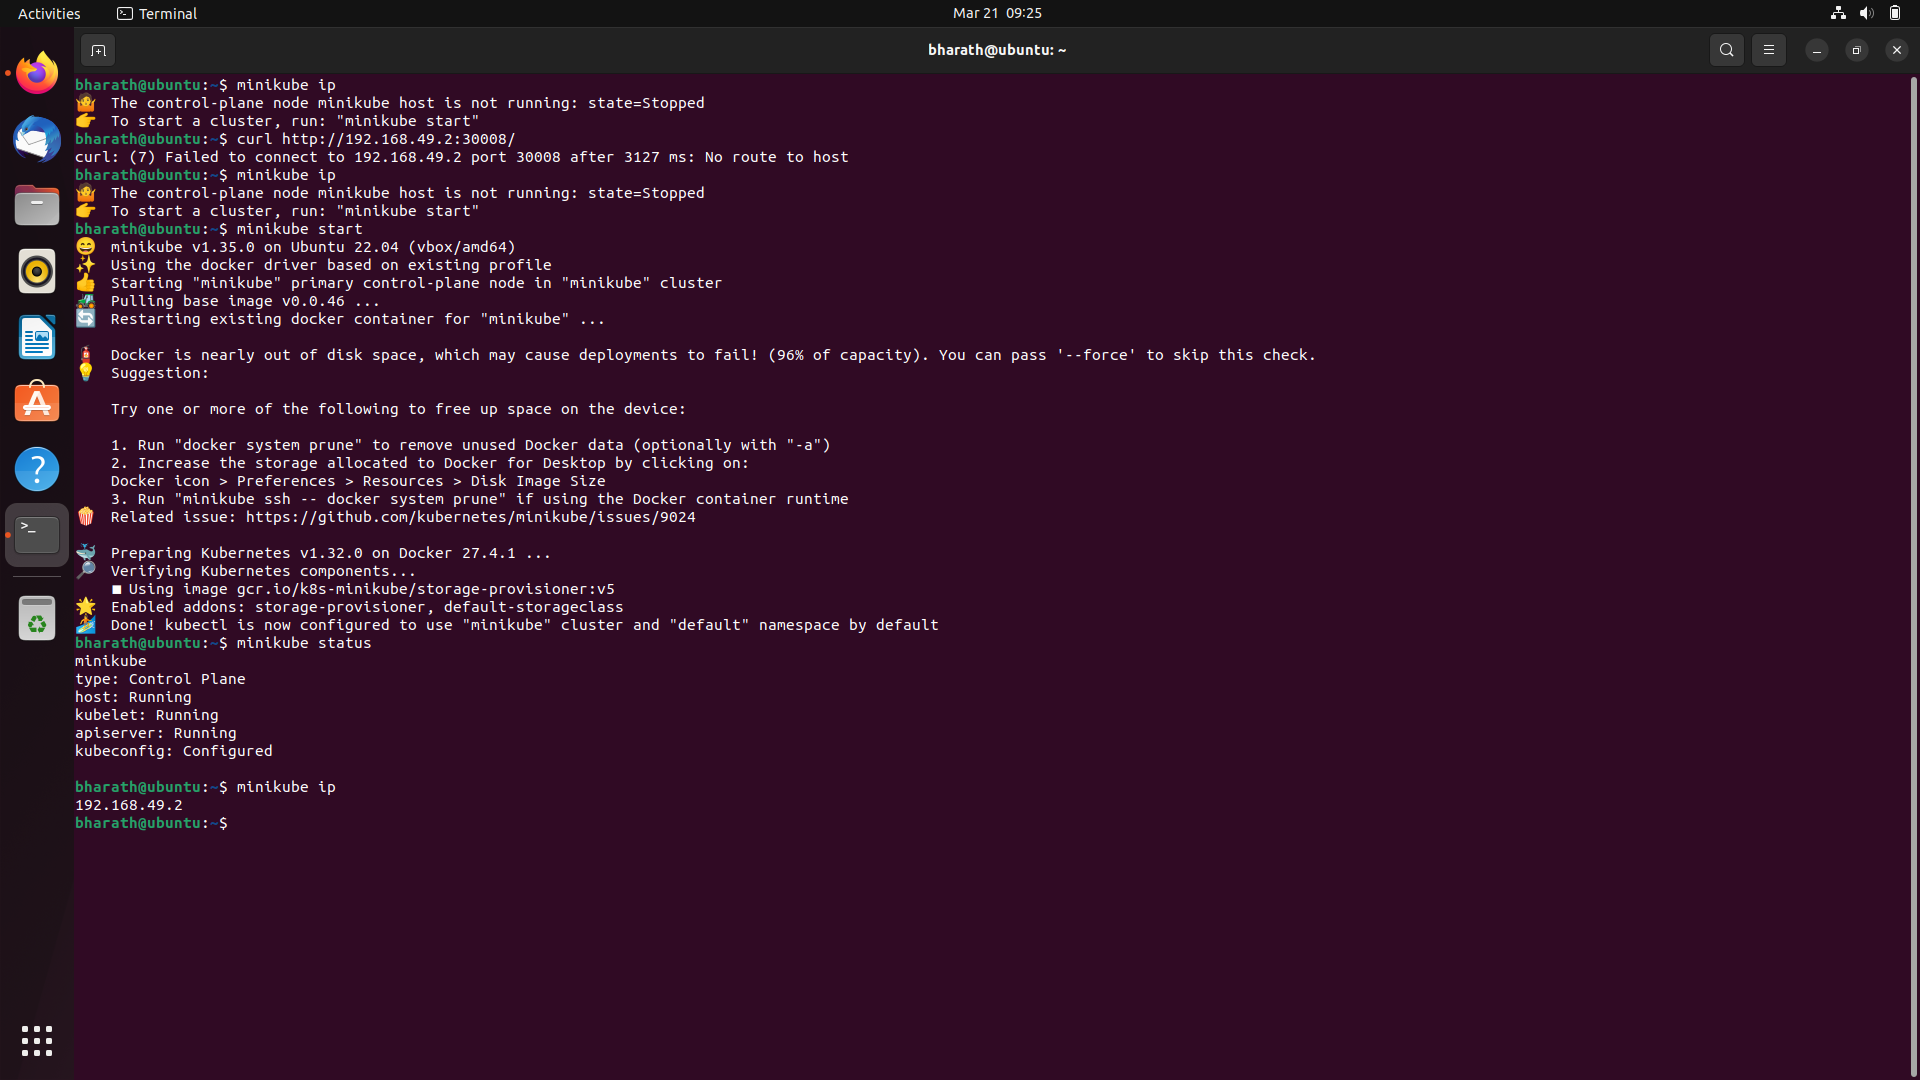 Activities
Terminal
Mar 21 09:25
bharath@ubuntu: ~
bharath@ubuntu:~$ minikube ip
The control-plane node minikube host is not running: state=Stopped
To start a cluster, run: "minikube start"
bharath@ubuntu:~$ curl http://192.168.49.2:30008/
curl: (7) Failed to connect to 192.168.49.2 port 30008 after 3127 ms: No route to host
bharath@ubuntu:~$ minikube ip
The control-plane node minikube host is not running: state=Stopped
To start a cluster, run: "minikube start"
bharath@ubuntu:~$ minikube start
minikube v1.35.0 on Ubuntu 22.04 (vbox/amd64)
Using the docker driver based on existing profile
Starting "minikube" primary control-plane node in "minikube" cluster
Pulling base image v0.0.46 ...
Restarting existing docker container for "minikube" ...
Docker is nearly out of disk space, which may cause deployments to fail! (96% of capacity). You can pass '--force' to skip this check.
Suggestion:
Try one or more of the following to free up space on the device:
1. Run "docker system prune" to remove unused Docker data (optionally with "-a")
2. Increase the storage allocated to Docker for Desktop by clicking on:
Docker icon > Preferences > Resources > Disk Image Size
3. Run "minikube ssh -- docker system prune" if using the Docker container runtime
Related issue: https://github.com/kubernetes/minikube/issues/9024
Preparing Kubernetes v1.32.0 on Docker 27.4.1 ...
Verifying Kubernetes components...
■ Using image gcr.io/k8s-minikube/storage-provisioner:v5
Enabled addons: storage-provisioner, default-storageclass
Done! kubectl is now configured to use "minikube" cluster and "default" namespace by default
bharath@ubuntu:~$ minikube status
minikube
type: Control Plane
host: Running
kubelet: Running
apiserver: Running
kubeconfig: Configured
bharath@ubuntu:~$ minikube ip
192.168.49.2
bharath@ubuntu:~$